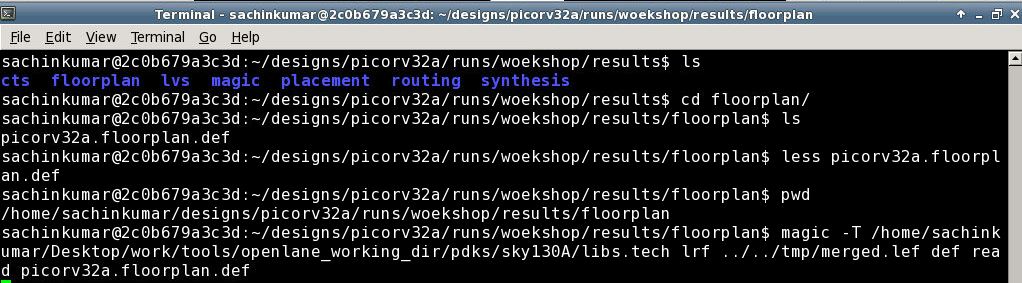 Terminal - sachinkumar@2c0b679a3c3d: ~/designs/picorv32a/runs/woekshop/results/floorplan
File Edit View Terminal Go Help
sachinkumar@2c0b679a3c3d:~/designs/picorv32a/runs/woekshop/results$ ls
cts floorplan lvs magic placement routing synthesis
sachinkumar@2c0b679a3c3d:~/designs/picorv32a/runs/woekshop/results$ cd floorplan/
sachinkumar@2c0b679a3c3d:~/designs/picorv32a/runs/woekshop/results/floorplan$ ls
picorv32a.floorplan.def
sachinkumar@2c0b679a3c3d:~/designs/picorv32a/runs/woekshop/results/floorplan$ less picorv32a.floorpl
an.def
sachinkumar@2c0b679a3c3d:~/designs/picorv32a/runs/woekshop/results/floorplan$ pwd
/home/sachinkumar/designs/picorv32a/runs/woekshop/results/floorplan
sachinkumar@2c0b679a3c3d:~/designs/picorv32a/runs/woekshop/results/floorplan$ magic -T /home/sachink
umar/Desktop/work/tools/openlane_working_dir/pdks/sky130A/libs.tech lrf ../../tmp/merged.lef def rea
d picorv32a.floorplan.def